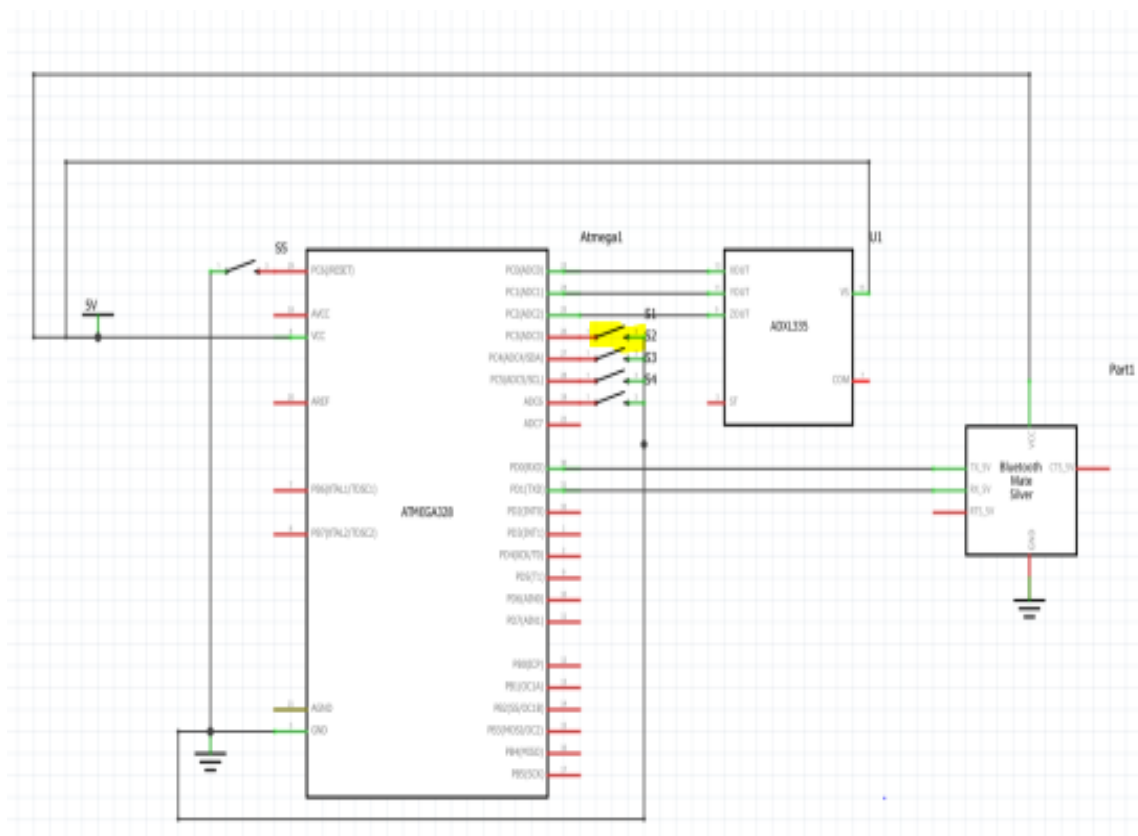 Atmega1
U1
S5
PC6(/RESET)
PC0(ADC0)
XOUT
PC1(ADC1)
YOUT
VS
5V
AVCC
PC2(ADC2)
ZOUT
S1
ADXL335
VCC
PC3(ADC3)
S2
PC4(ADC4/SDA)
S3
PC5(ADC5/SCL)
S4
COM
Part1
AREF
ADC6
ST
ADC7
VCC
PD0(RXD)
TX_5V
Bluetooth
Mate
Silver
CTS_5V
PB6(XTAL1/TOSC1)
PD1(TXD)
RX_5V
ATMEGA328
PD2(INT0)
RTS_5V
PB7(XTAL2/TOSC2)
PD3(INT1)
GND
PD4(XCK/T0)
PD5(T1)
PD6(AIN0)
PD7(AIN1)
PB0(ICP)
PB1(OC1A)
AGND
PB2(SS/OC1B)
GND
PB3(MOSI/OC2)
PB4(MISO)
PB5(SCK)